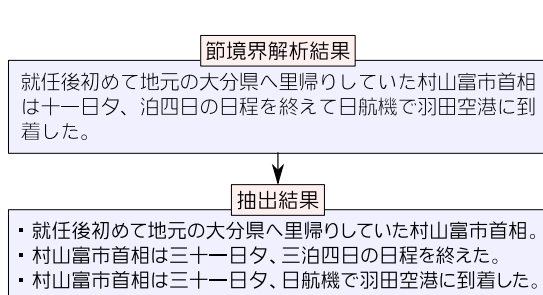 節境界解析結果
就任後初めて地元の大分県へ里帰りしていた村山富市首相
は十一日夕、泊四日の日程を終えて日航機で羽田空港に到
着した。
抽出結果
▪ 就任後初めて地元の大分県へ里帰りしていた村山富市首相。
▪ 村山富市首相は三十一日夕、三泊四日の日程を終えた。
▪ 村山富市首相は三十一日夕、日航機で羽田空港に到着した。